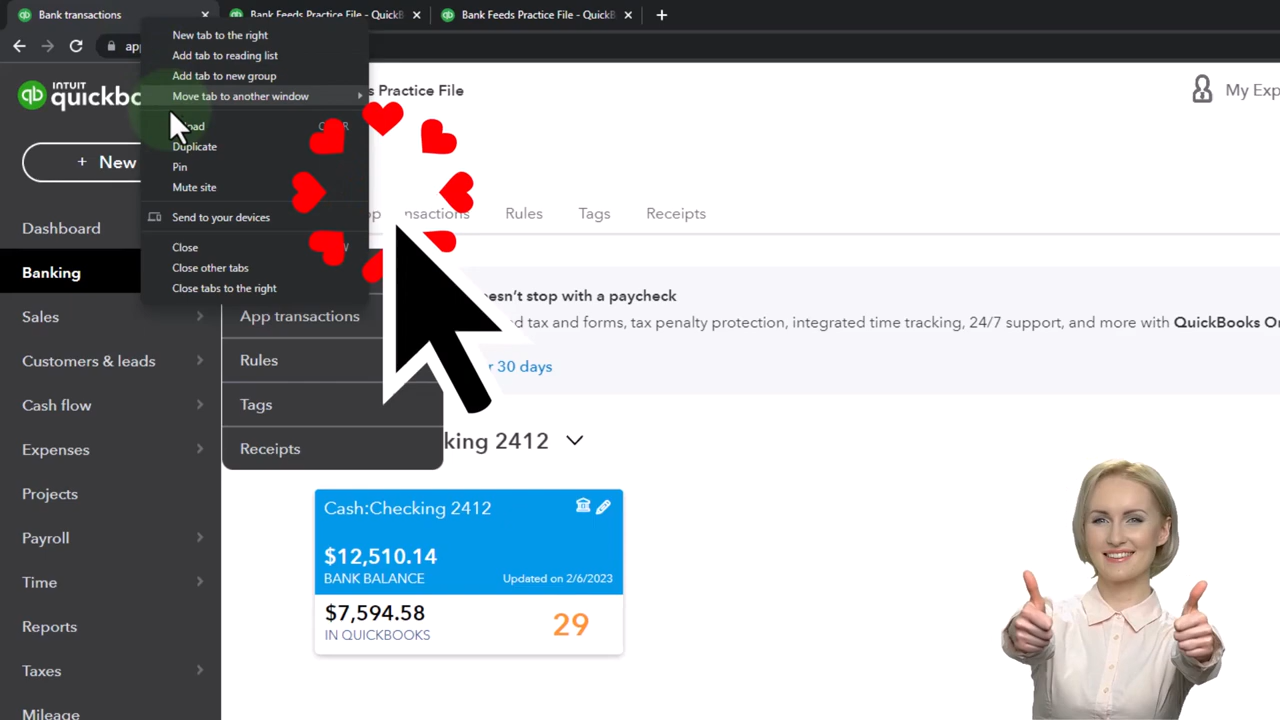 Bank transactions
Bank Feeds Practice File - QuickB
Bank Feeds Practice File - QuickB
New tab to the right
Add tab to reading list
Add tab to new group
Move tab to another window
Duplicate
Pin
Mute site
Send to your devices
Close
Close other tabs
Close tabs to the right
INTUIT
qb
s Practice File
My Exp
+ New
Rules
Tags
Receipts
Dashboard
Banking
Sales
Customers & leads
Cash flow
Expenses
Projects
Payroll
Time
Reports
Taxes
Mileage
App transactions
Rules
Tags
Receipts
esn't stop with a paycheck
d tax and forms, tax penalty protection, integrated time tracking, 24/7 support, and more with QuickBooks O
r 30 days
king 2412
Cash:Checking 2412
$12,510.14
BANK BALANCE
Updated on 2/6/2023
$7,594.58
IN QUICKBOOKS
29